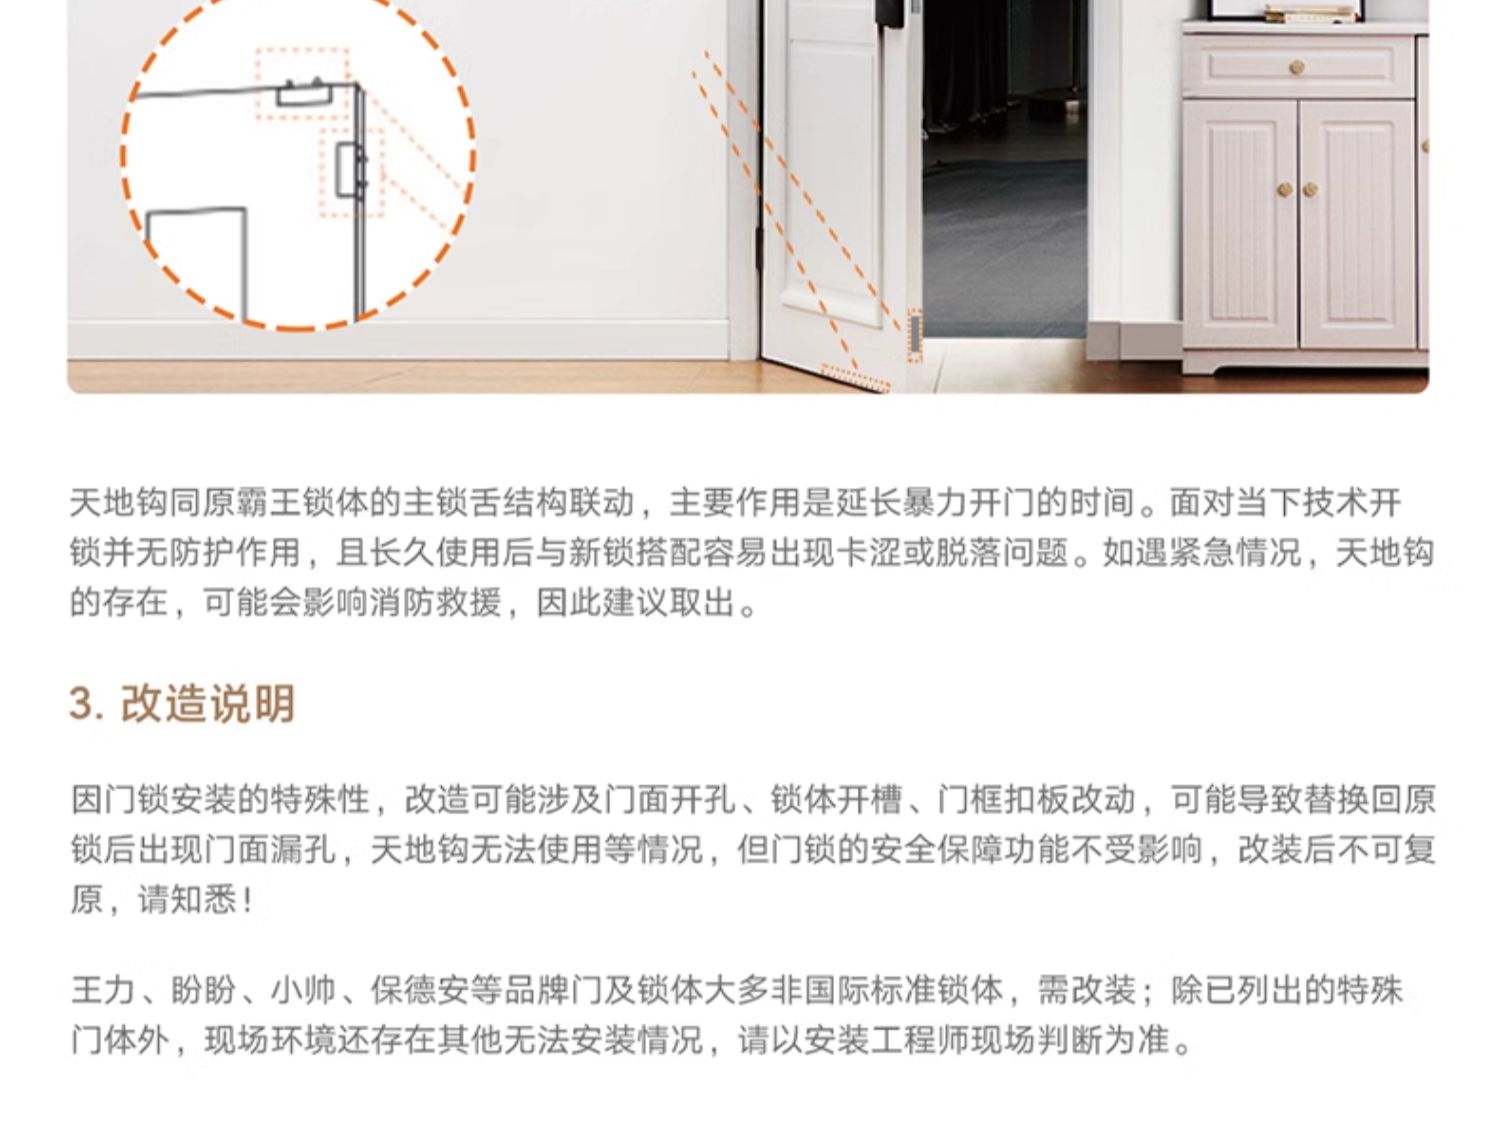 天地钩同原霸王锁体的主锁舌结构联动，主要作用是延长暴力开门的时间。面对当下技术开
锁并无防护作用，且长久使用后与新锁搭配容易出现卡涩或脱落问题。如遇紧急情况，天地钩
的存在，可能会影响消防救援，因此建议取出。
3. 改造说明
因门锁安装的特殊性，改造可能涉及门面开孔、锁体开槽、门框扣板改动，可能导致替换回原
锁后出现门面漏孔，天地钩无法使用等情况，但门锁的安全保障功能不受影响，改装后不可复
原，请知悉！
王力、盼盼、小帅、保德安等品牌门及锁体大多非国际标准锁体，需改装；除已列出的特殊
门体外，现场环境还存在其他无法安装情况，请以安装工程师现场判断为准。